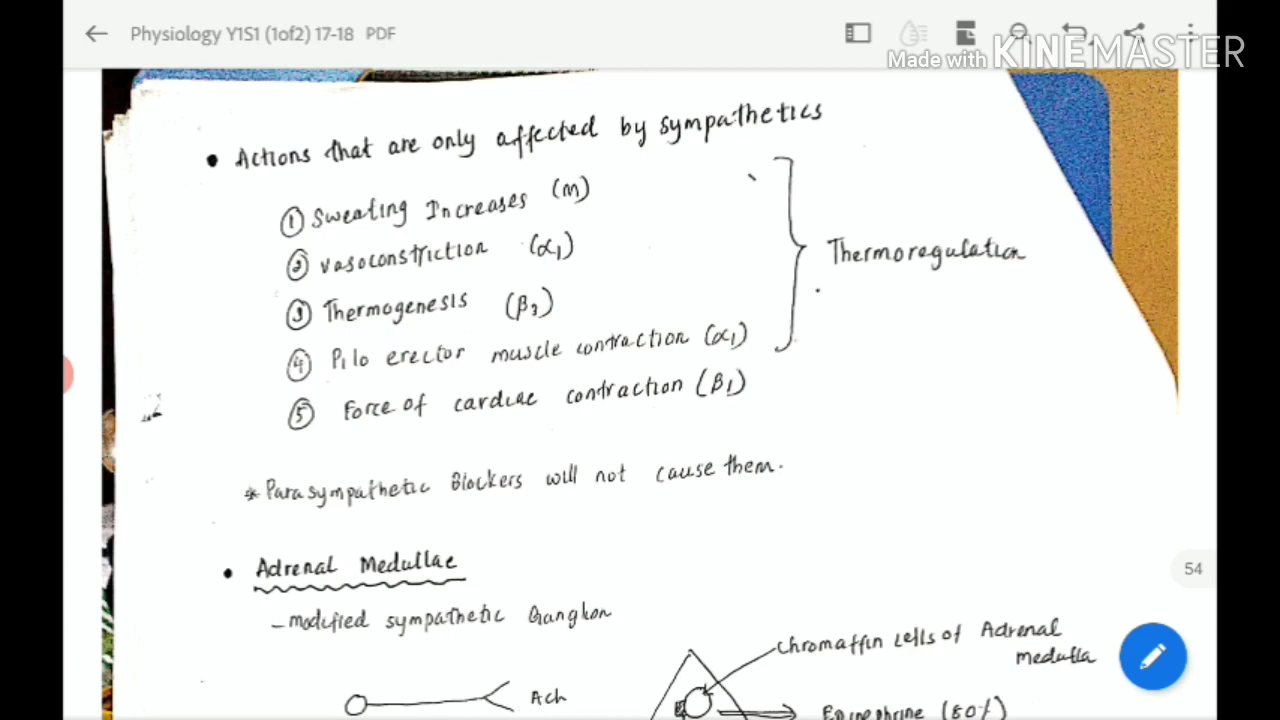 Physiology Y1S1 (1of2) 17-18 PDF
Made with KINEMASTER
• Actions that are only affected by sympathetics
① Sweating Increases (M)
② vasoconstriction (α1)
③ Thermogenesis (β3)
④ Pilo erector muscle contraction (α1)
Thermoregulation
⑤ Force of cardiac contraction (β1)
* Parasympathetic Blockers will not cause them.
54
• Adrenal Medullae
- modified sympathetic Ganglion
chromaffin cells of Adrenal
medulla
Ach
Epinephrine (80%)